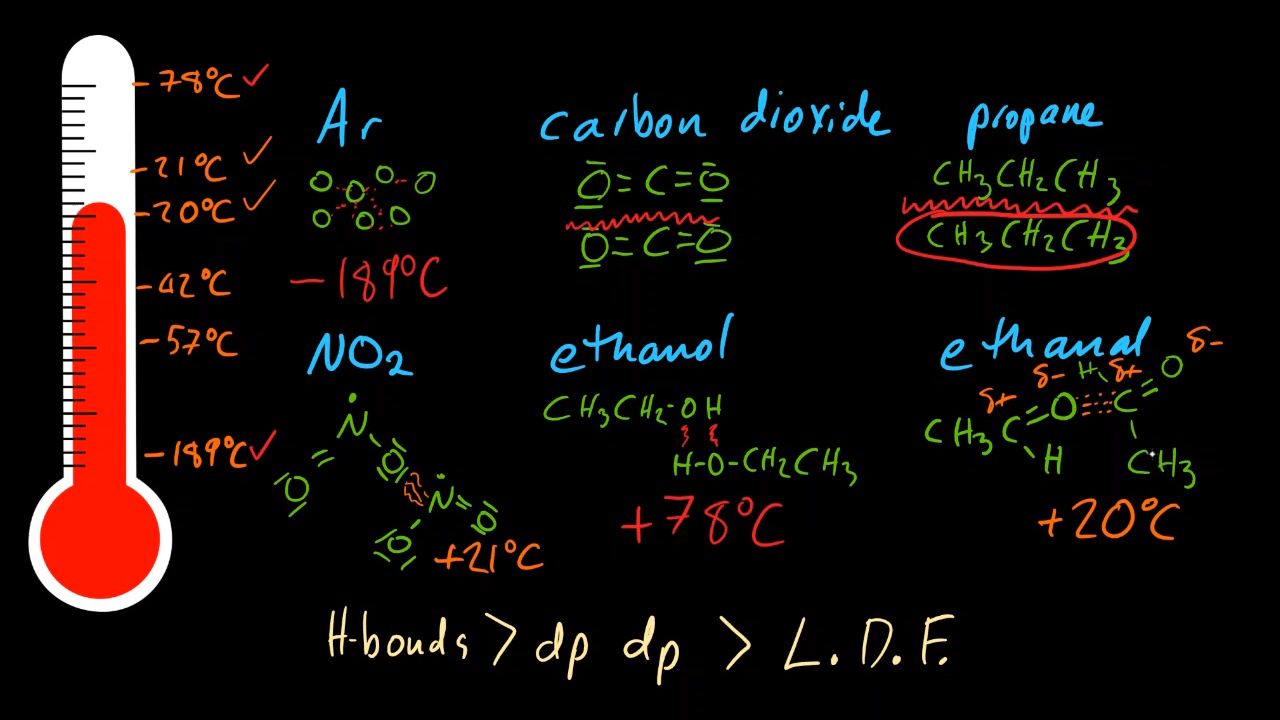 -78°C ✓
-21°C ✓
-20°C ✓
-42°C
-57°C
-189°C ✓
Ar
-189°C
carbon dioxide
O=C=O
O=C=O
propane
CH3CH2CH3
CH3CH2CH3
NO2
N
O
O
N=O
O
+21°C
ethanol
CH3CH2-OH
H-O-CH2CH3
+78°C
ethanal
δ-
δ+ δ- H δ+ O
CH3 C O C
H CH3
+20°C
H-bonds > dp dp > L.D.F.